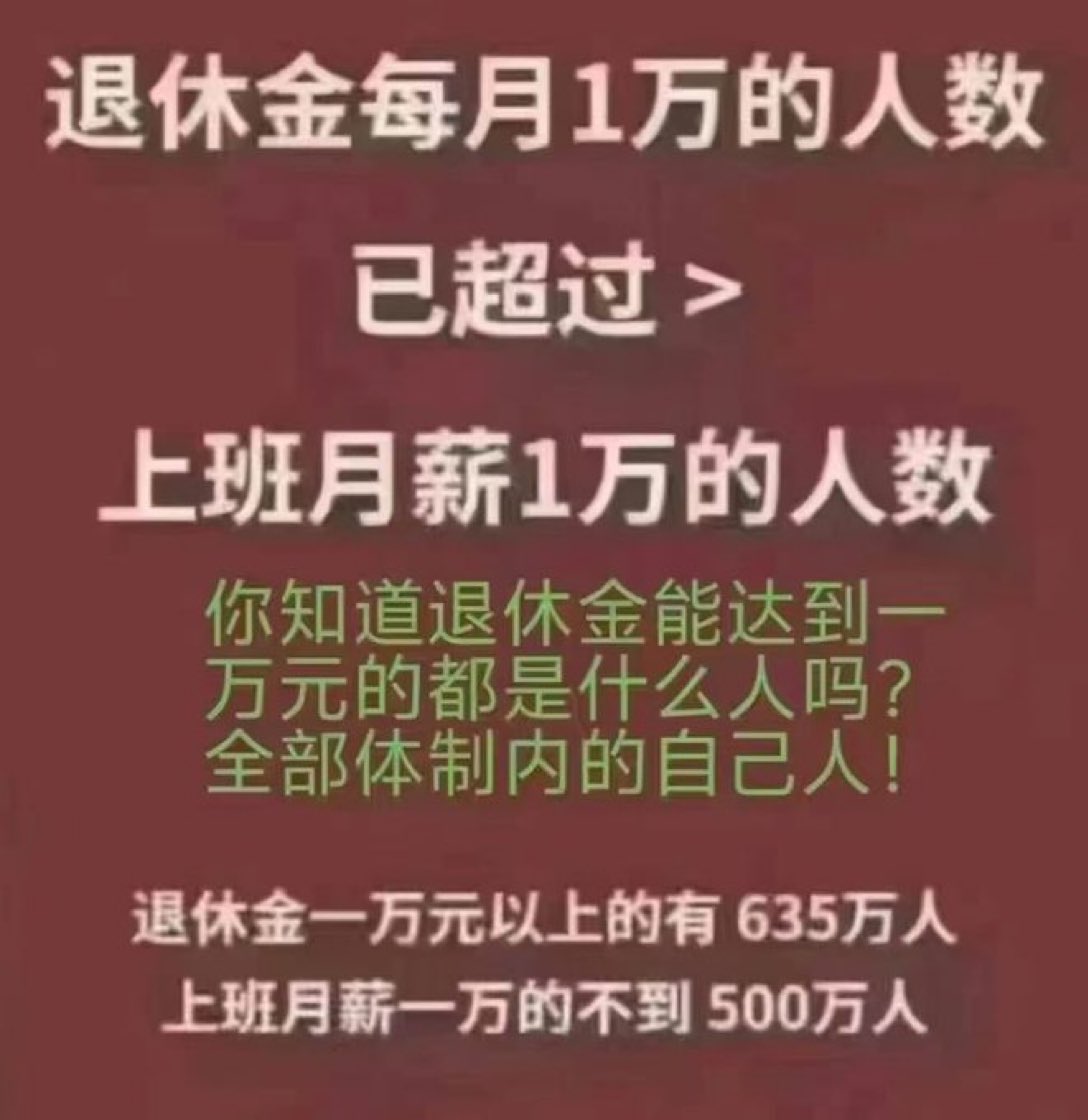 退休金每月1万的人数
已超过 >
上班月薪1万的人数
你知道退休金能达到一
万元的都是什么人吗？
全部体制内的自己人！
退休金一万元以上的有 635万人
上班月薪一万的不到 500万人